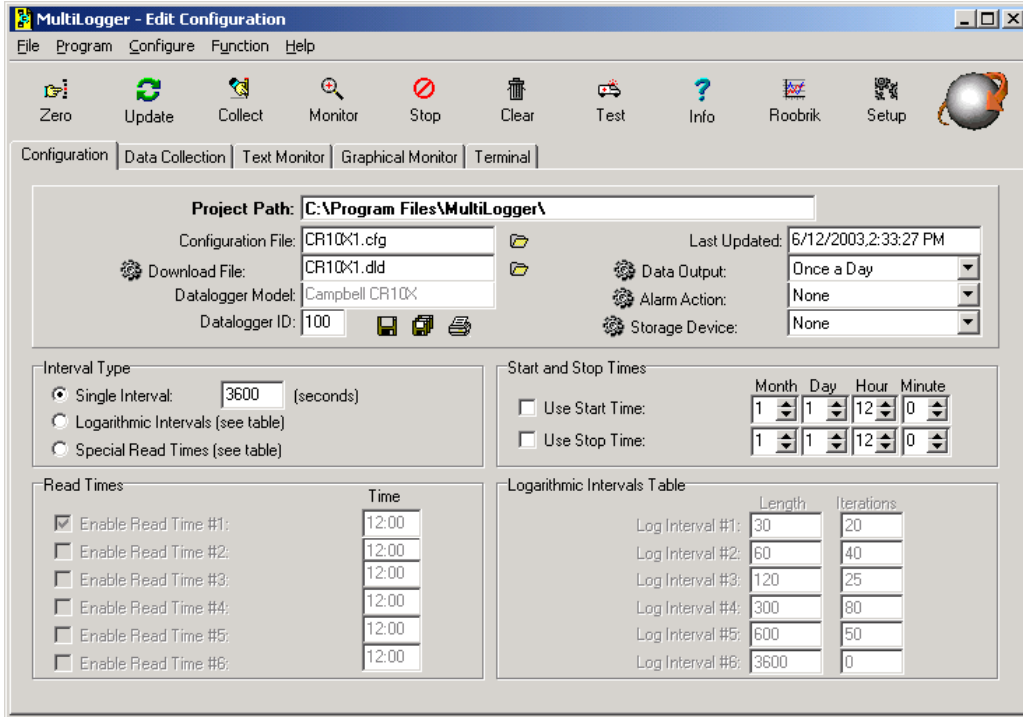 MultiLogger - Edit Configuration
File Program Configure Function Help
Zero Update Collect Monitor Stop Clear Test Info Roobrik Setup
Configuration Data Collection Text Monitor Graphical Monitor Terminal
Project Path: C:\Program Files\MultiLogger\
Configuration File: CR10X1.cfg Last Updated: 6/12/2003,2:33:27 PM
Download File: CR10X1.dld Data Output: Once a Day
Datalogger Model: Campbell CR10X Alarm Action: None
Datalogger ID: 100 Storage Device: None
Interval Type
Single Interval: 3600 (seconds)
Logarithmic Intervals (see table)
Special Read Times (see table)
Start and Stop Times
Month Day Hour Minute
Use Start Time: 1 1 12 0
Use Stop Time: 1 1 12 0
Read Times
Time
Enable Read Time #1: 12:00
Enable Read Time #2: 12:00
Enable Read Time #3: 12:00
Enable Read Time #4: 12:00
Enable Read Time #5: 12:00
Enable Read Time #6: 12:00
Logarithmic Intervals Table
Length Iterations
Log Interval #1: 30 20
Log Interval #2: 60 40
Log Interval #3: 120 25
Log Interval #4: 300 80
Log Interval #5: 600 50
Log Interval #6: 3600 0